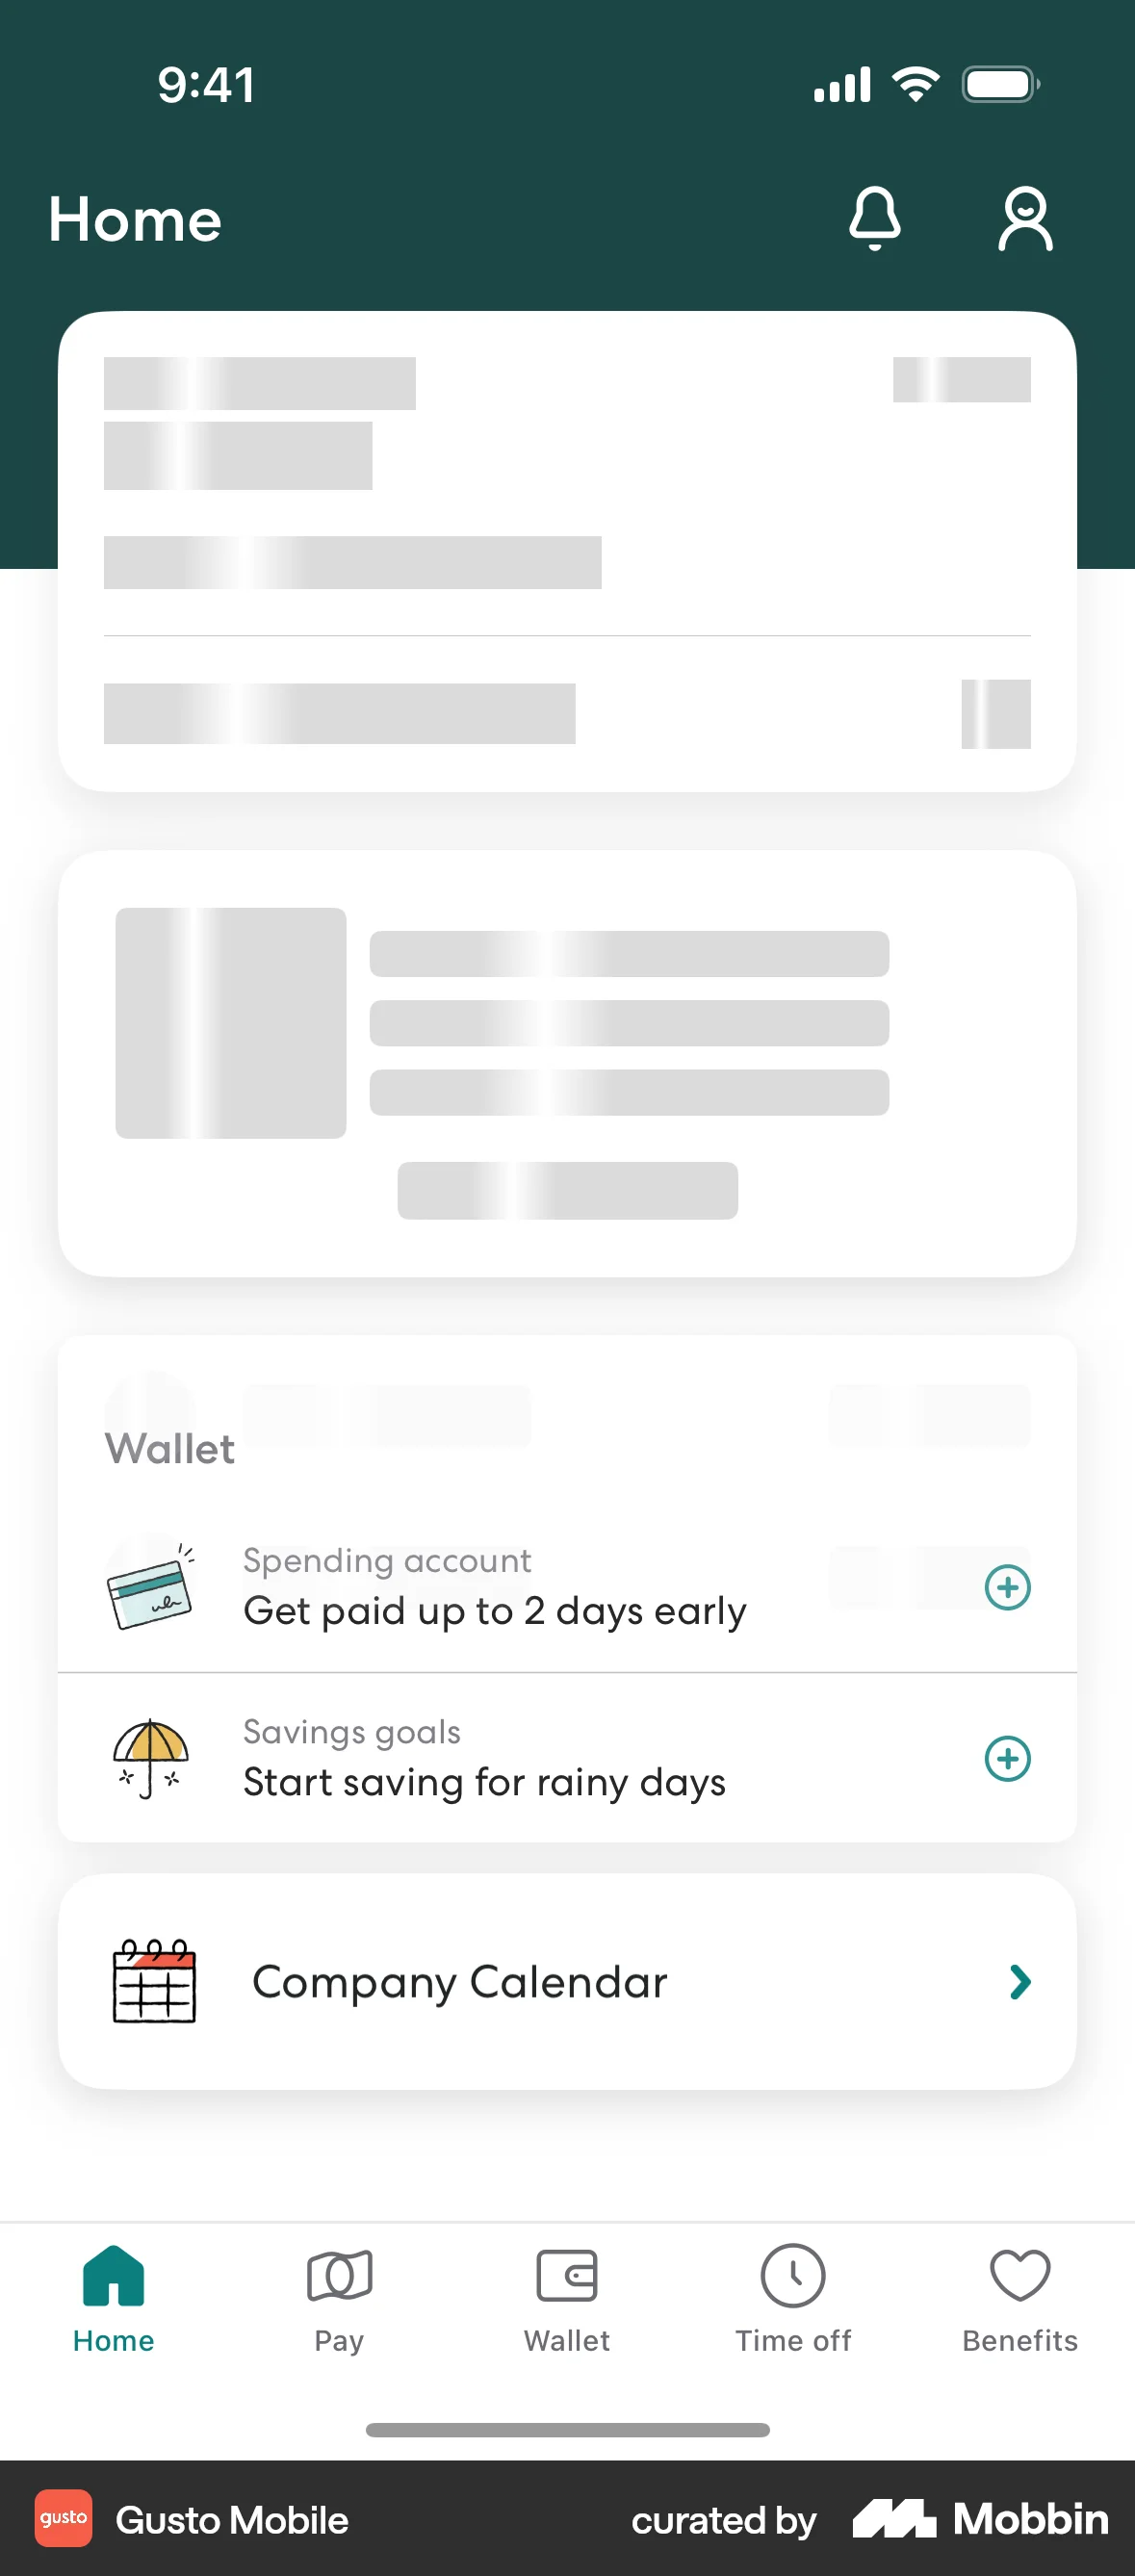 9:41
Home
Wallet
Spending account
Get paid up to 2 days early
Savings goals
Start saving for rainy days
Company Calendar
Home
Pay
Wallet
Time off
Benefits
gusto
Gusto Mobile
curated by
Mobbin